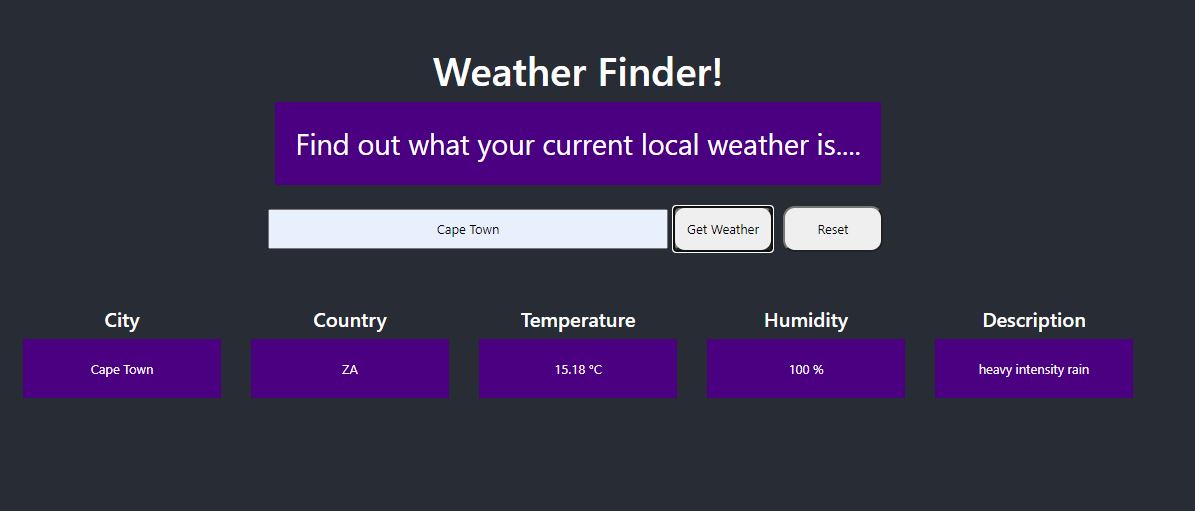 Weather Finder!
Find out what your current local weather is....
Cape Town
Get Weather
Reset
City
Country
Temperature
Humidity
Description
Cape Town
ZA
15.18 °C
100 %
heavy intensity rain